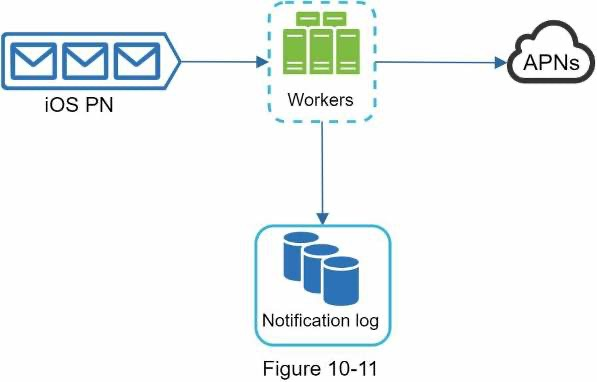 Workers
APNs
iOS PN
Notification log
Figure 10-11